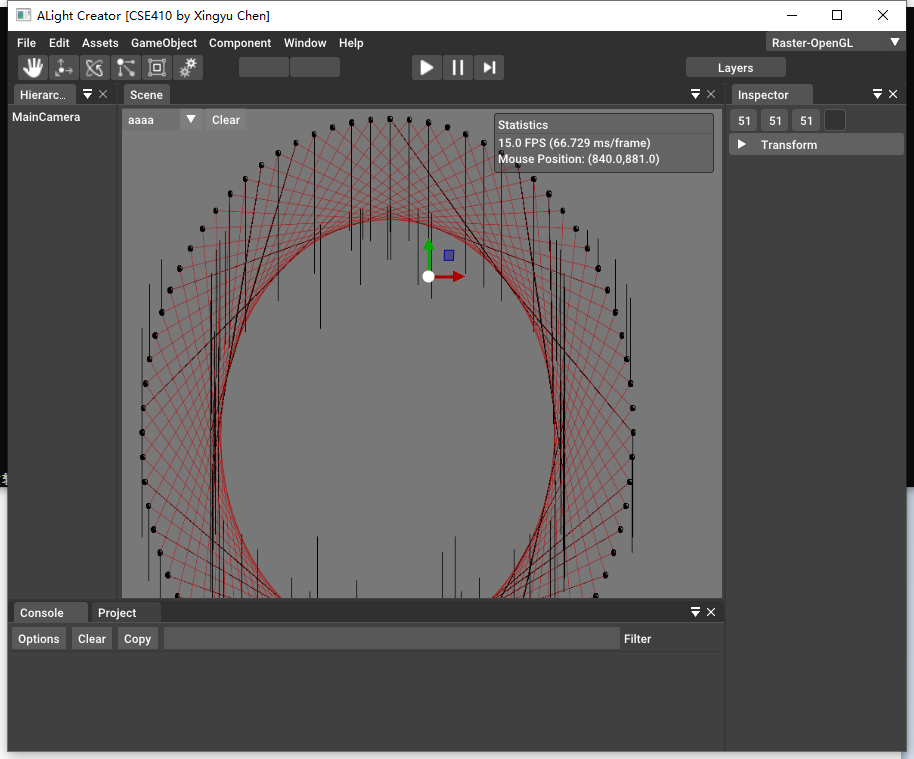 ALight Creator [CSE410 by Xingyu Chen]
File Edit Assets GameObject Component Window Help
Raster-OpenGL
Layers
Hierarc...
Scene
Inspector
MainCamera
aaaa
Clear
Statistics
15.0 FPS (66.729 ms/frame)
Mouse Position: (840.0,881.0)
51 51 51
Transform
Console Project
Options Clear Copy Filter